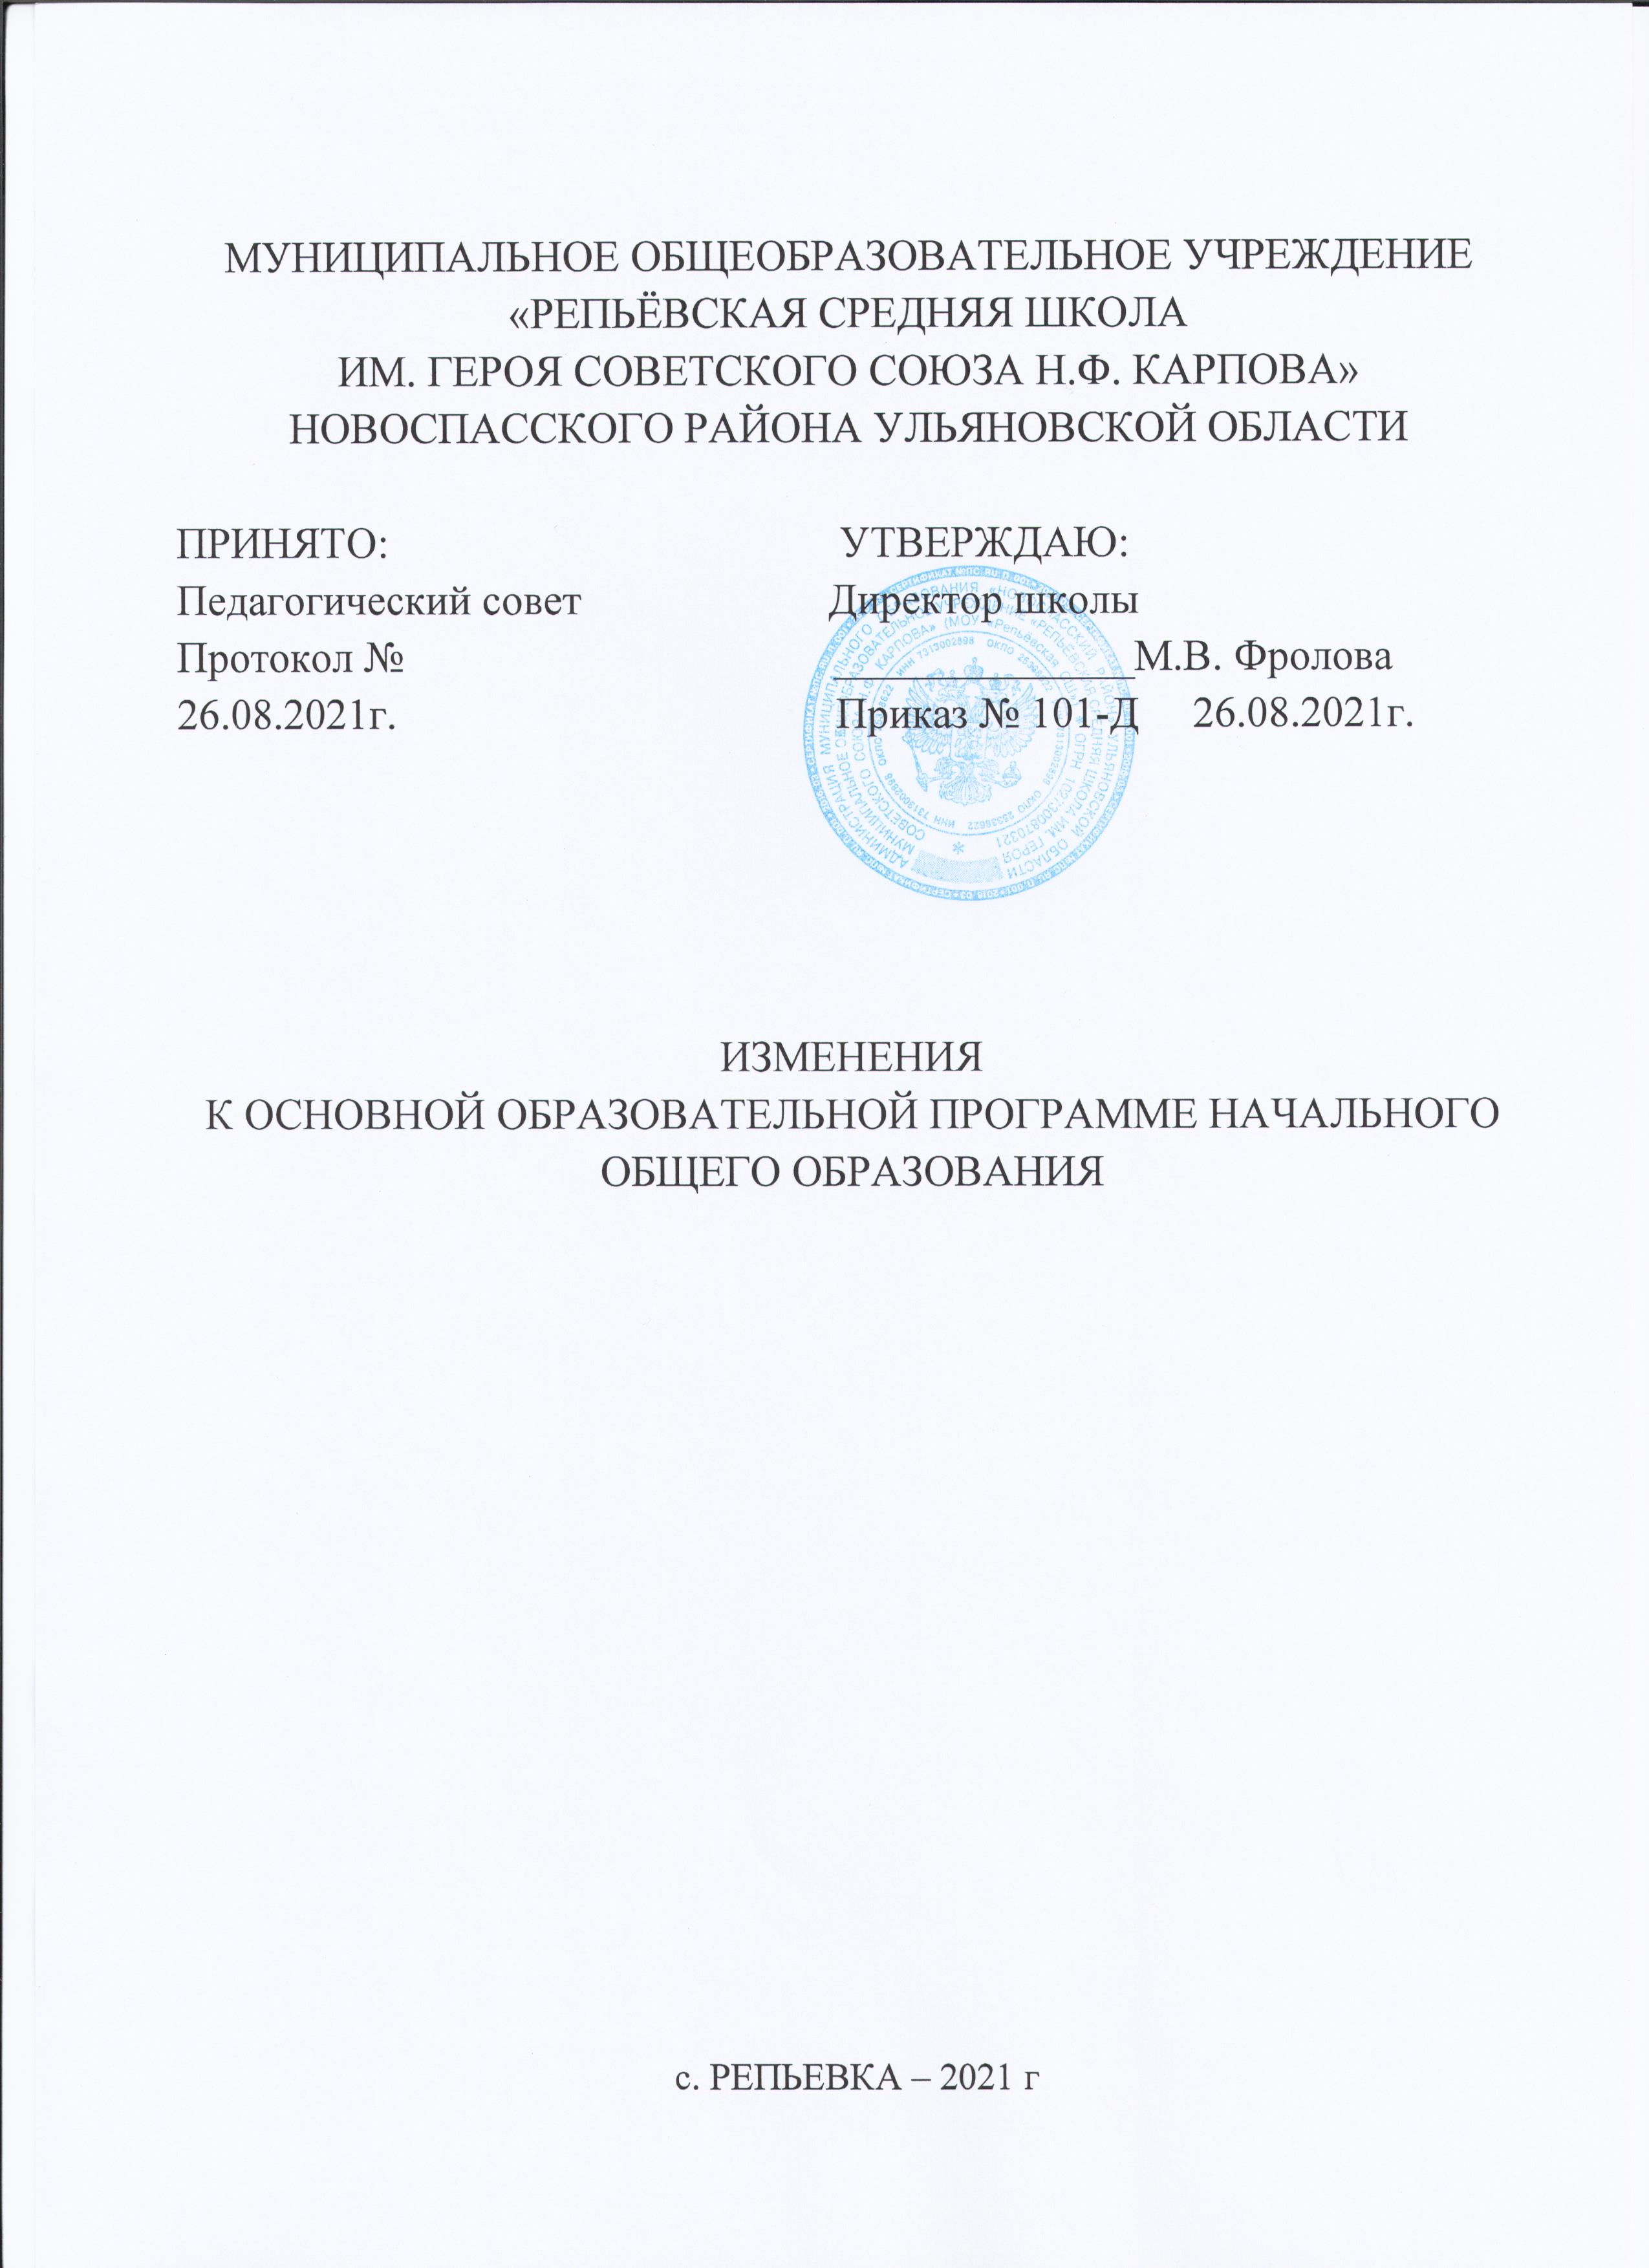 МУНИЦИПАЛЬНОЕ ОБЩЕОБРАЗОВАТЕЛЬНОЕ УЧРЕЖДЕНИЕ
«РЕПЬЁВСКАЯ СРЕДНЯЯ ШКОЛА
ИМ. ГЕРОЯ СОВЕТСКОГО СОЮЗА Н.Ф. КАРПОВА»
НОВОСПАССКОГО РАЙОНА УЛЬЯНОВСКОЙ ОБЛАСТИ
ПРИНЯТО: УТВЕРЖДАЮ:
Педагогический совет Директор школы
Протокол № ______________М.В. Фролова
26.08.2021г. Приказ № 101-Д 26.08.2021г.
ИЗМЕНЕНИЯ
К ОСНОВНОЙ ОБРАЗОВАТЕЛЬНОЙ ПРОГРАММЕ НАЧАЛЬНОГО
ОБЩЕГО ОБРАЗОВАНИЯ
с. РЕПЬЕВКА – 2021 г